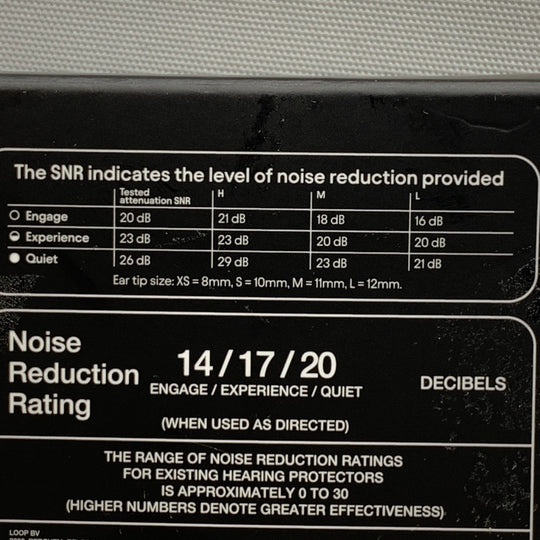 The SNR indicates the level of noise reduction provided
Tested attenuation SNR H M L
Engage 20 dB 21 dB 18 dB 16 dB
Experience 23 dB 23 dB 20 dB 20 dB
Quiet 26 dB 29 dB 23 dB 21 dB
Ear tip size: XS = 8mm, S = 10mm, M = 11mm, L = 12mm.
Noise
Reduction
Rating
14 / 17 / 20
ENGAGE / EXPERIENCE / QUIET
DECIBELS
(WHEN USED AS DIRECTED)
THE RANGE OF NOISE REDUCTION RATINGS
FOR EXISTING HEARING PROTECTORS
IS APPROXIMATELY 0 TO 30
(HIGHER NUMBERS DENOTE GREATER EFFECTIVENESS)
LOOP BV